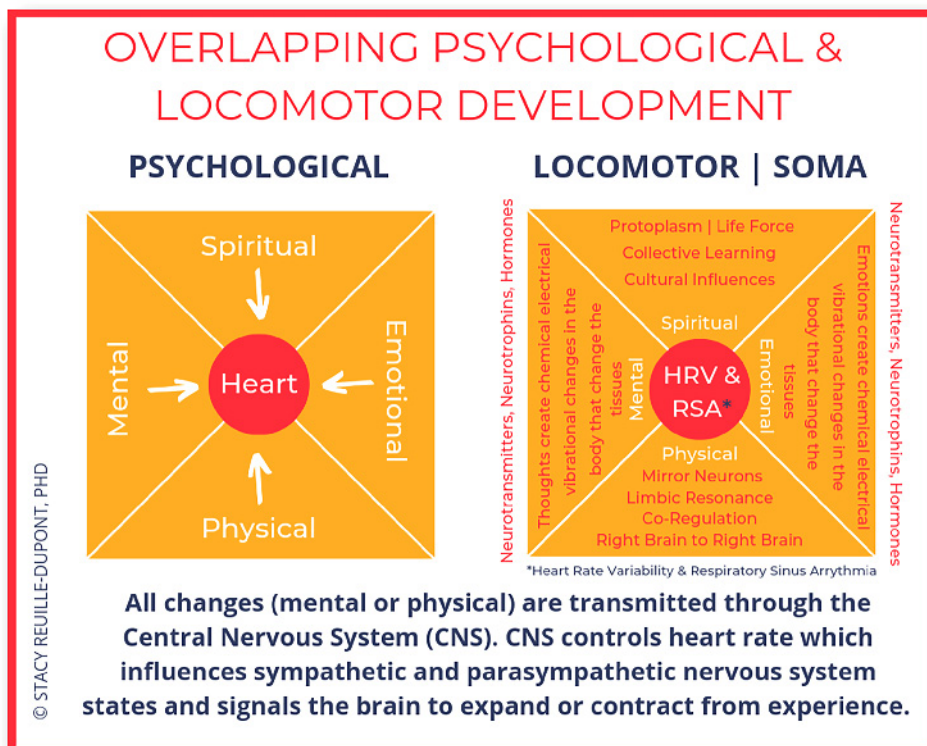 OVERLAPPING PSYCHOLOGICAL &
LOCOMOTOR DEVELOPMENT
PSYCHOLOGICAL
Spiritual
Mental
Heart
Emotional
Physical
LOCOMOTOR | SOMA
Neurotransmitters, Neurotrophins, Hormones
Protoplasm | Life Force
Collective Learning
Cultural Influences
Spiritual
Thoughts create chemical electrical
vibrational changes in the
body that change the
tissues
Mental
HRV &
RSA*
Emotional
tissues
body that change the
vibrational changes in the
Emotions create chemical electrical
Neurotransmitters, Neurotrophins, Hormones
Physical
Mirror Neurons
Limbic Resonance
Co-Regulation
Right Brain to Right Brain
*Heart Rate Variability & Respiratory Sinus Arrythmia
All changes (mental or physical) are transmitted through the
Central Nervous System (CNS). CNS controls heart rate which
influences sympathetic and parasympathetic nervous system
states and signals the brain to expand or contract from experience.
© STACY REUILLE-DUPONT, PHD